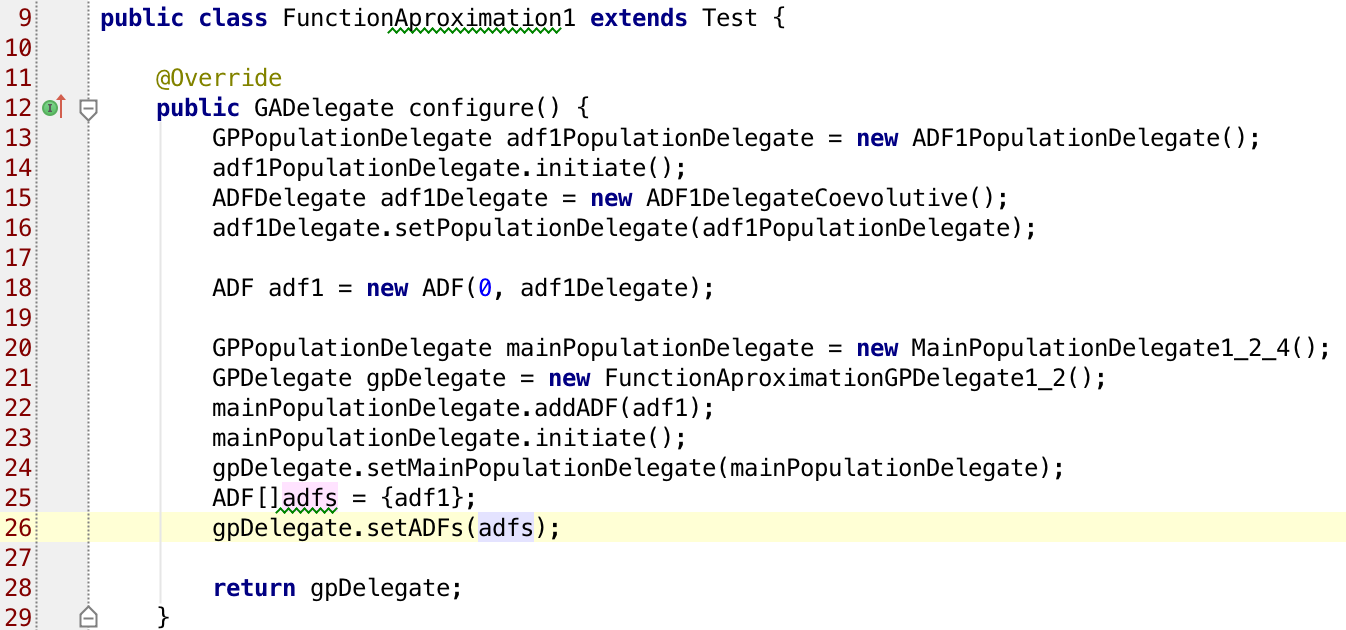 9 public class FunctionAproximation1 extends Test {
10
11     @Override
12     public GADelegate configure() {
13         GPPopulationDelegate adf1PopulationDelegate = new ADF1PopulationDelegate();
14         adf1PopulationDelegate.initiate();
15         ADFDelegate adf1Delegate = new ADF1DelegateCoevolutive();
16         adf1Delegate.setPopulationDelegate(adf1PopulationDelegate);
17
18         ADF adf1 = new ADF(0, adf1Delegate);
19
20         GPPopulationDelegate mainPopulationDelegate = new MainPopulationDelegate1_2_4();
21         GPDelegate gpDelegate = new FunctionAproximationGPDelegate1_2();
22         mainPopulationDelegate.addADF(adf1);
23         mainPopulationDelegate.initiate();
24         gpDelegate.setMainPopulationDelegate(mainPopulationDelegate);
25         ADF[]adfs = {adf1};
26         gpDelegate.setADFs(adfs);
27
28         return gpDelegate;
29     }